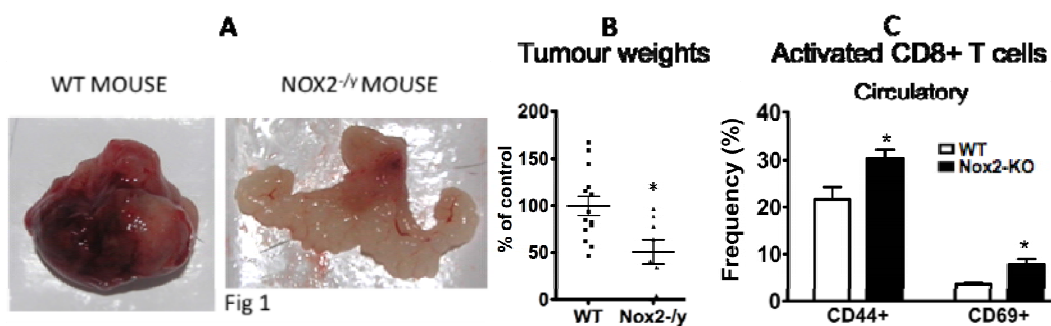 A
WT MOUSE
NOX2-/y MOUSE
Fig 1
B
Tumour weights
% of control
200
150
100
50
0
*
WT
Nox2-/y
C
Activated CD8+ T cells
Circulatory
Frequency (%)
40
30
20
10
0
*
*
WT
Nox2-KO
CD44+
CD69+